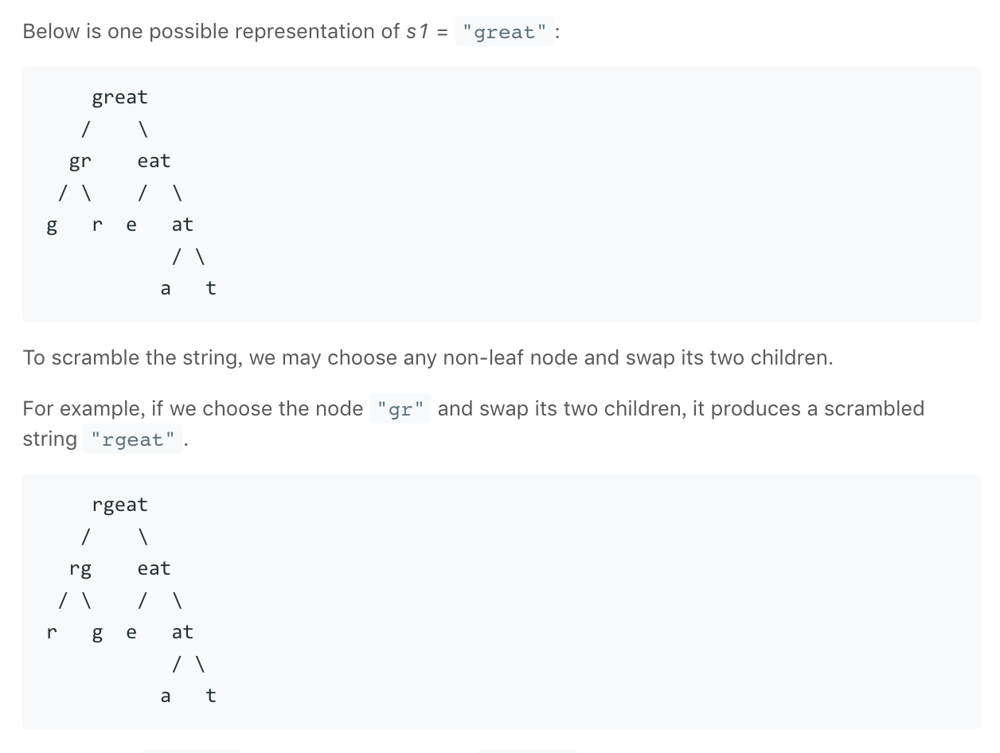 Below is one possible representation of s1 = "great" :
great
/ \
gr eat
/ \ / \
g r e at
/ \
a t
To scramble the string, we may choose any non-leaf node and swap its two children.
For example, if we choose the node "gr" and swap its two children, it produces a scrambled
string "rgeat" .
rgeat
/ \
rg eat
/ \ / \
r g e at
/ \
a t